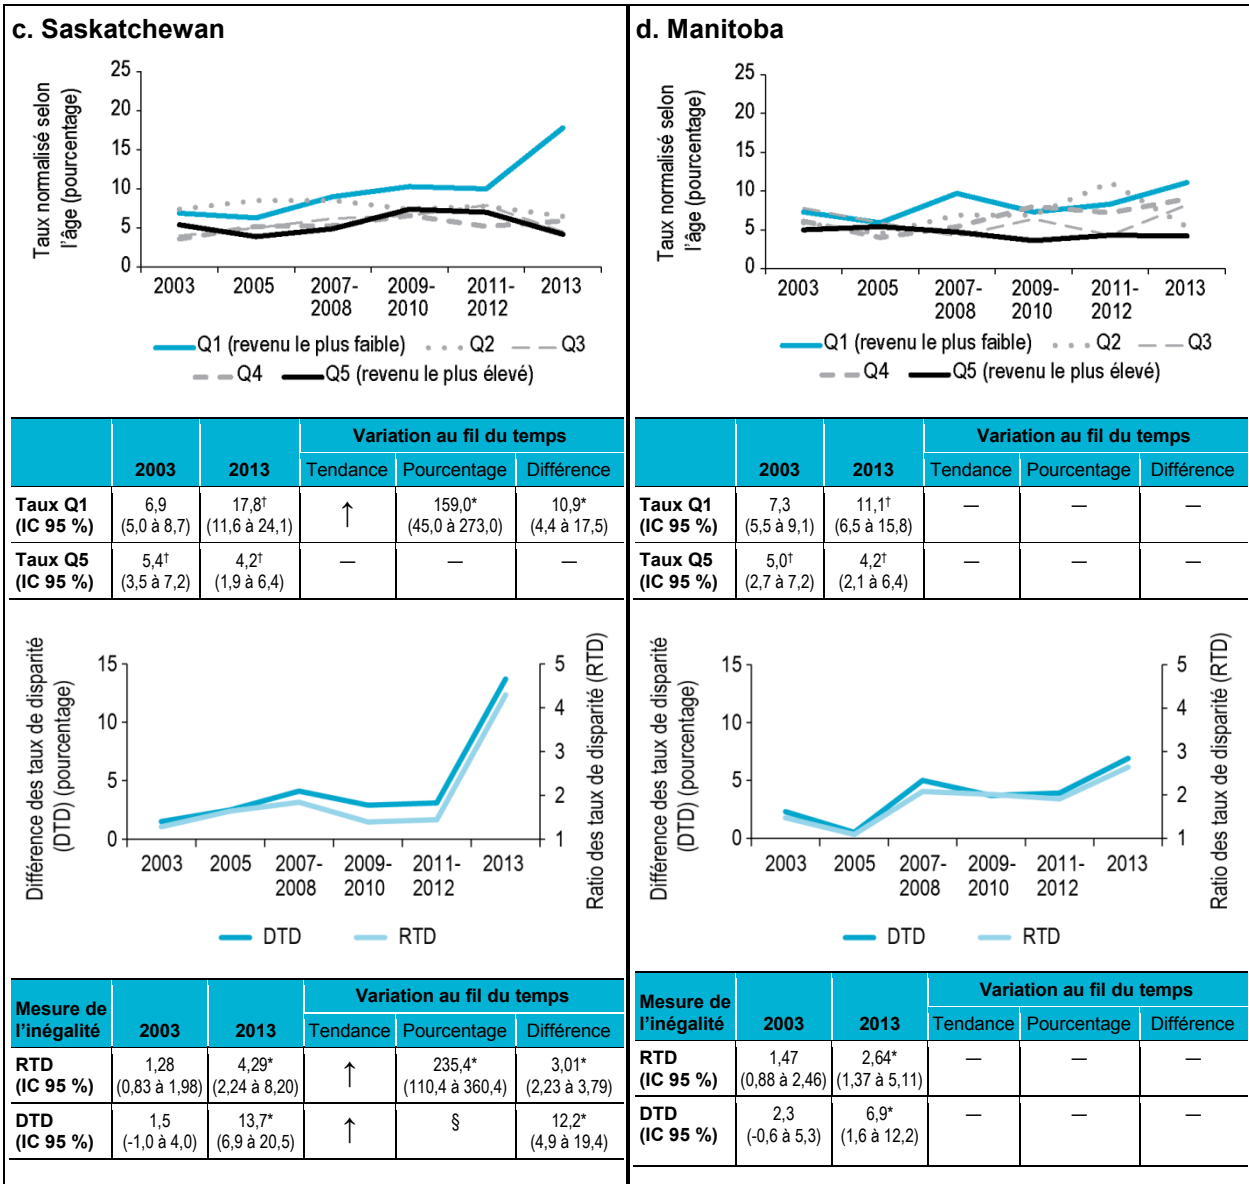 c. Saskatchewan
Taux normalisé selon
l'âge (pourcentage)
25
20
15
10
5
0
2003 2005 2007- 2009- 2011- 2013
2008 2010 2012
Q1 (revenu le plus faible) Q2 Q3
Q4 Q5 (revenu le plus élevé)
Variation au fil du temps
2003 2013 Tendance Pourcentage Différence
Taux Q1 6,9 17,8† ↑ 159,0* 10,9*
(IC 95 %) (5,0 à 8,7) (11,6 à 24,1) (45,0 à 273,0) (4,4 à 17,5)
Taux Q5 5,4† 4,2† — — —
(IC 95 %) (3,5 à 7,2) (1,9 à 6,4)
Différence des taux de disparité
(DTD) (pourcentage)
15
10
5
0
5
4
3
2
1
Ratio des taux de disparité (RTD)
2003 2005 2007- 2009- 2011- 2013
2008 2010 2012
DTD RTD
Mesure de
l'inégalité
Variation au fil du temps
2003 2013 Tendance Pourcentage Différence
RTD 1,28 4,29* ↑ 235,4* 3,01*
(IC 95 %) (0,83 à 1,98) (2,24 à 8,20) (110,4 à 360,4) (2,23 à 3,79)
DTD 1,5 13,7* ↑ § 12,2*
(IC 95 %) (-1,0 à 4,0) (6,9 à 20,5) (4,9 à 19,4)
d. Manitoba
Taux normalisé selon
l'âge (pourcentage)
25
20
15
10
5
0
2003 2005 2007- 2009- 2011- 2013
2008 2010 2012
Q1 (revenu le plus faible) Q2 Q3
Q4 Q5 (revenu le plus élevé)
Variation au fil du temps
2003 2013 Tendance Pourcentage Différence
Taux Q1 7,3 11,1† — — —
(IC 95 %) (5,5 à 9,1) (6,5 à 15,8)
Taux Q5 5,0† 4,2† — — —
(IC 95 %) (2,7 à 7,2) (2,1 à 6,4)
Différence des taux de disparité
(DTD) (pourcentage)
15
10
5
0
5
4
3
2
1
Ratio des taux de disparité (RTD)
2003 2005 2007- 2009- 2011- 2013
2008 2010 2012
DTD RTD
Mesure de
l'inégalité
Variation au fil du temps
2003 2013 Tendance Pourcentage Différence
RTD 1,47 2,64* — — —
(IC 95 %) (0,88 à 2,46) (1,37 à 5,11)
DTD 2,3 6,9* — — —
(IC 95 %) (-0,6 à 5,3) (1,6 à 12,2)